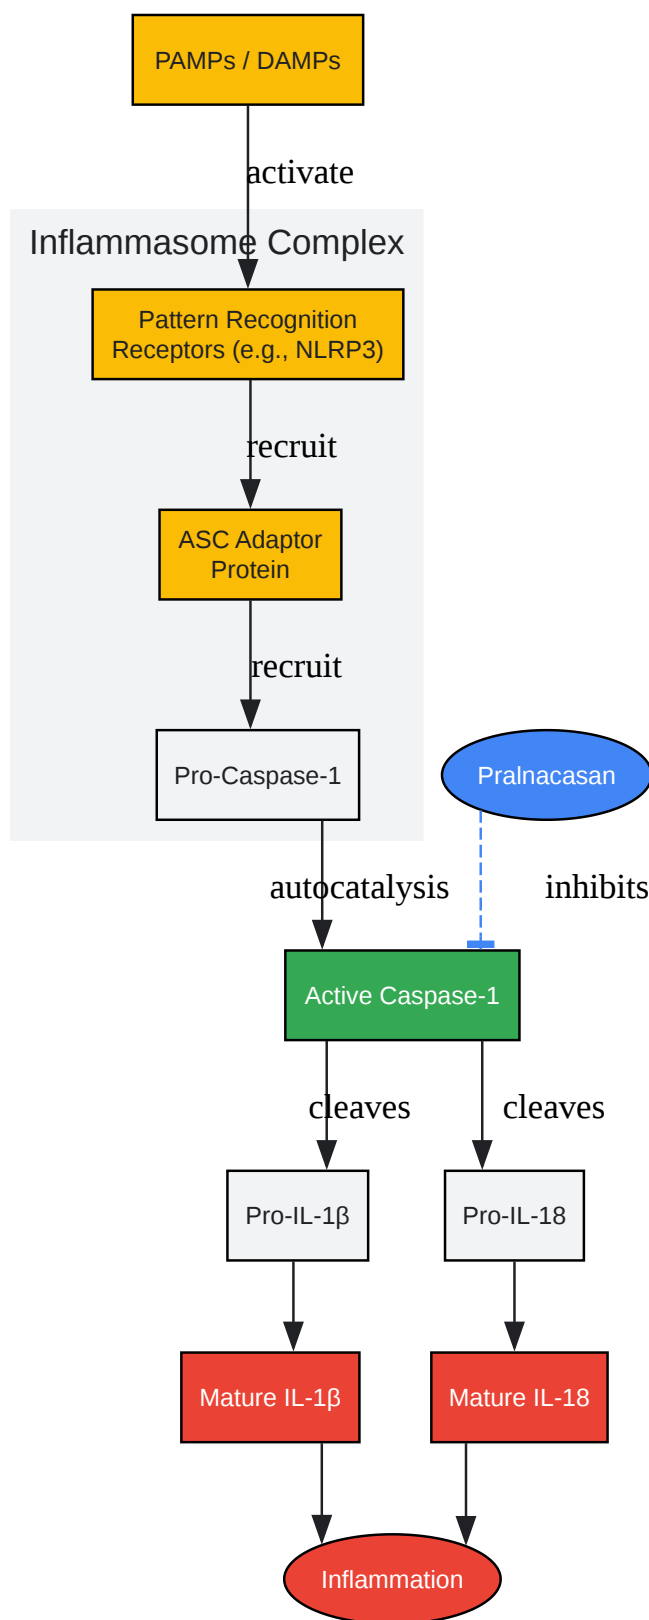 PAMPs / DAMPs
activate
Inflammasome Complex
Pattern Recognition
Receptors (e.g., NLRP3)
recruit
ASC Adaptor
Protein
recruit
Pro-Caspase-1
Pralnacasan
autocatalysis
inhibits
Active Caspase-1
cleaves
cleaves
Pro-IL-1β
Pro-IL-18
Mature IL-1β
Mature IL-18
Inflammation